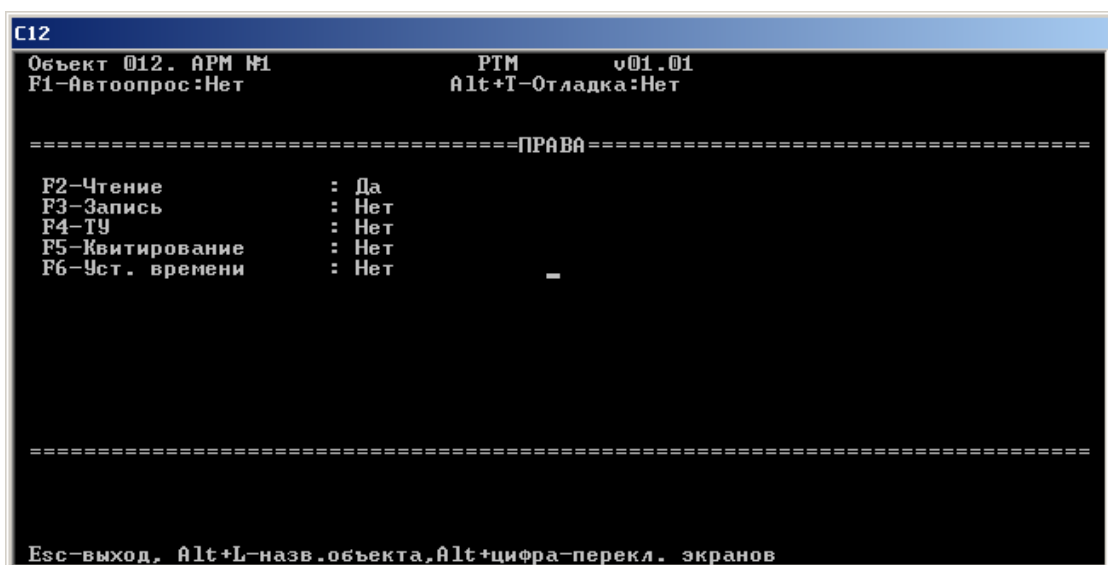 C12
Объект 012. АРМ №1 РТМ v01.01
F1-Автоопрос:Нет Alt+T-Отладка:Нет
====================================ПРАВА=====================================
F2-Чтение : Да
F3-Запись : Нет
F4-ТУ : Нет
F5-Квитирование : Нет
F6-Уст. времени : Нет
==============================================================================
Esc-выход, Alt+L-назв.объекта,Alt+цифра-перекл. экранов